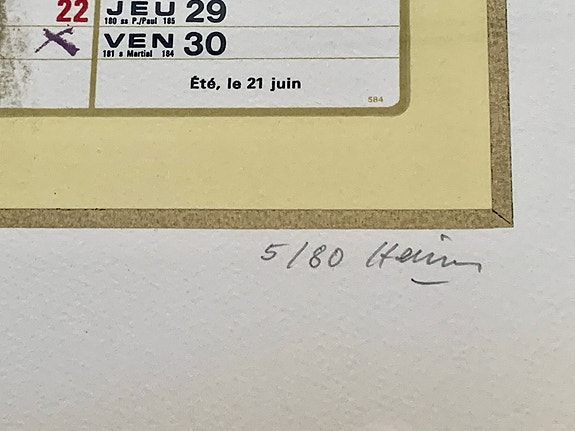 22 JEU 29
180 ss P./Paul 185
VEN 30
181 s Martial 184
Été, le 21 juin
584
5/80